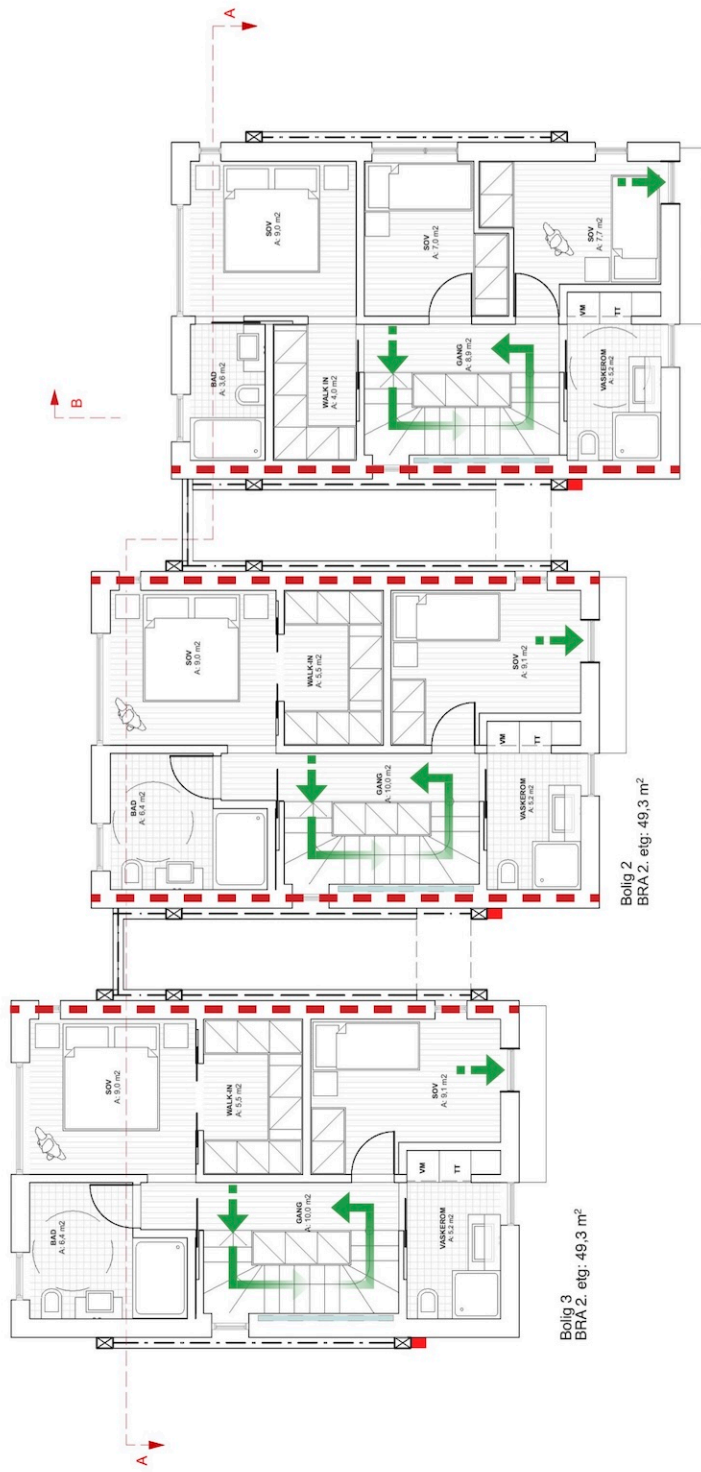 A
B
SOV
A: 9,0 m2
BAD
A: 3,6 m2
WALK IN
A: 4,0 m2
SOV
A: 7,0 m2
GANG
A: 8,9 m2
SOV
A: 7,7 m2
VM
TT
VASKEROM
A: 5,2 m2
SOV
A: 9,0 m2
BAD
A: 6,4 m2
WALK-IN
A: 5,5 m2
GANG
A: 10,0 m2
SOV
A: 9,1 m2
VM
TT
VASKEROM
A: 5,2 m2
Bolig 2
BRA 2. etg: 49,3 m²
SOV
A: 9,0 m2
BAD
A: 6,4 m2
WALK-IN
A: 5,5 m2
GANG
A: 10,0 m2
SOV
A: 9,1 m2
VM
TT
VASKEROM
A: 5,2 m2
Bolig 3
BRA 2. etg: 49,3 m²
A